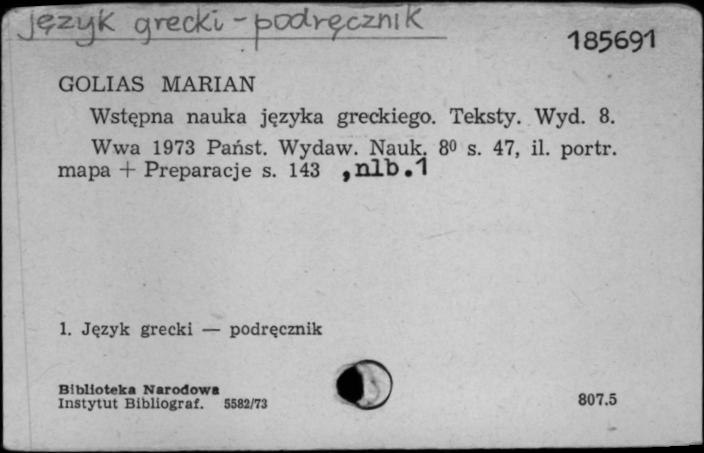 język grecki - podręcznik
185691
GOLIAS MARIAN
Wstępna nauka języka greckiego. Teksty. Wyd. 8.
Wwa 1973 Państ. Wydaw. Nauk. 8⁰ s. 47, il. portr.
mapa + Preparacje s. 143 , nlb. 1
1. Język grecki — podręcznik
Biblioteka Narodowa
Instytut Bibliograf. 5582/73
807.5